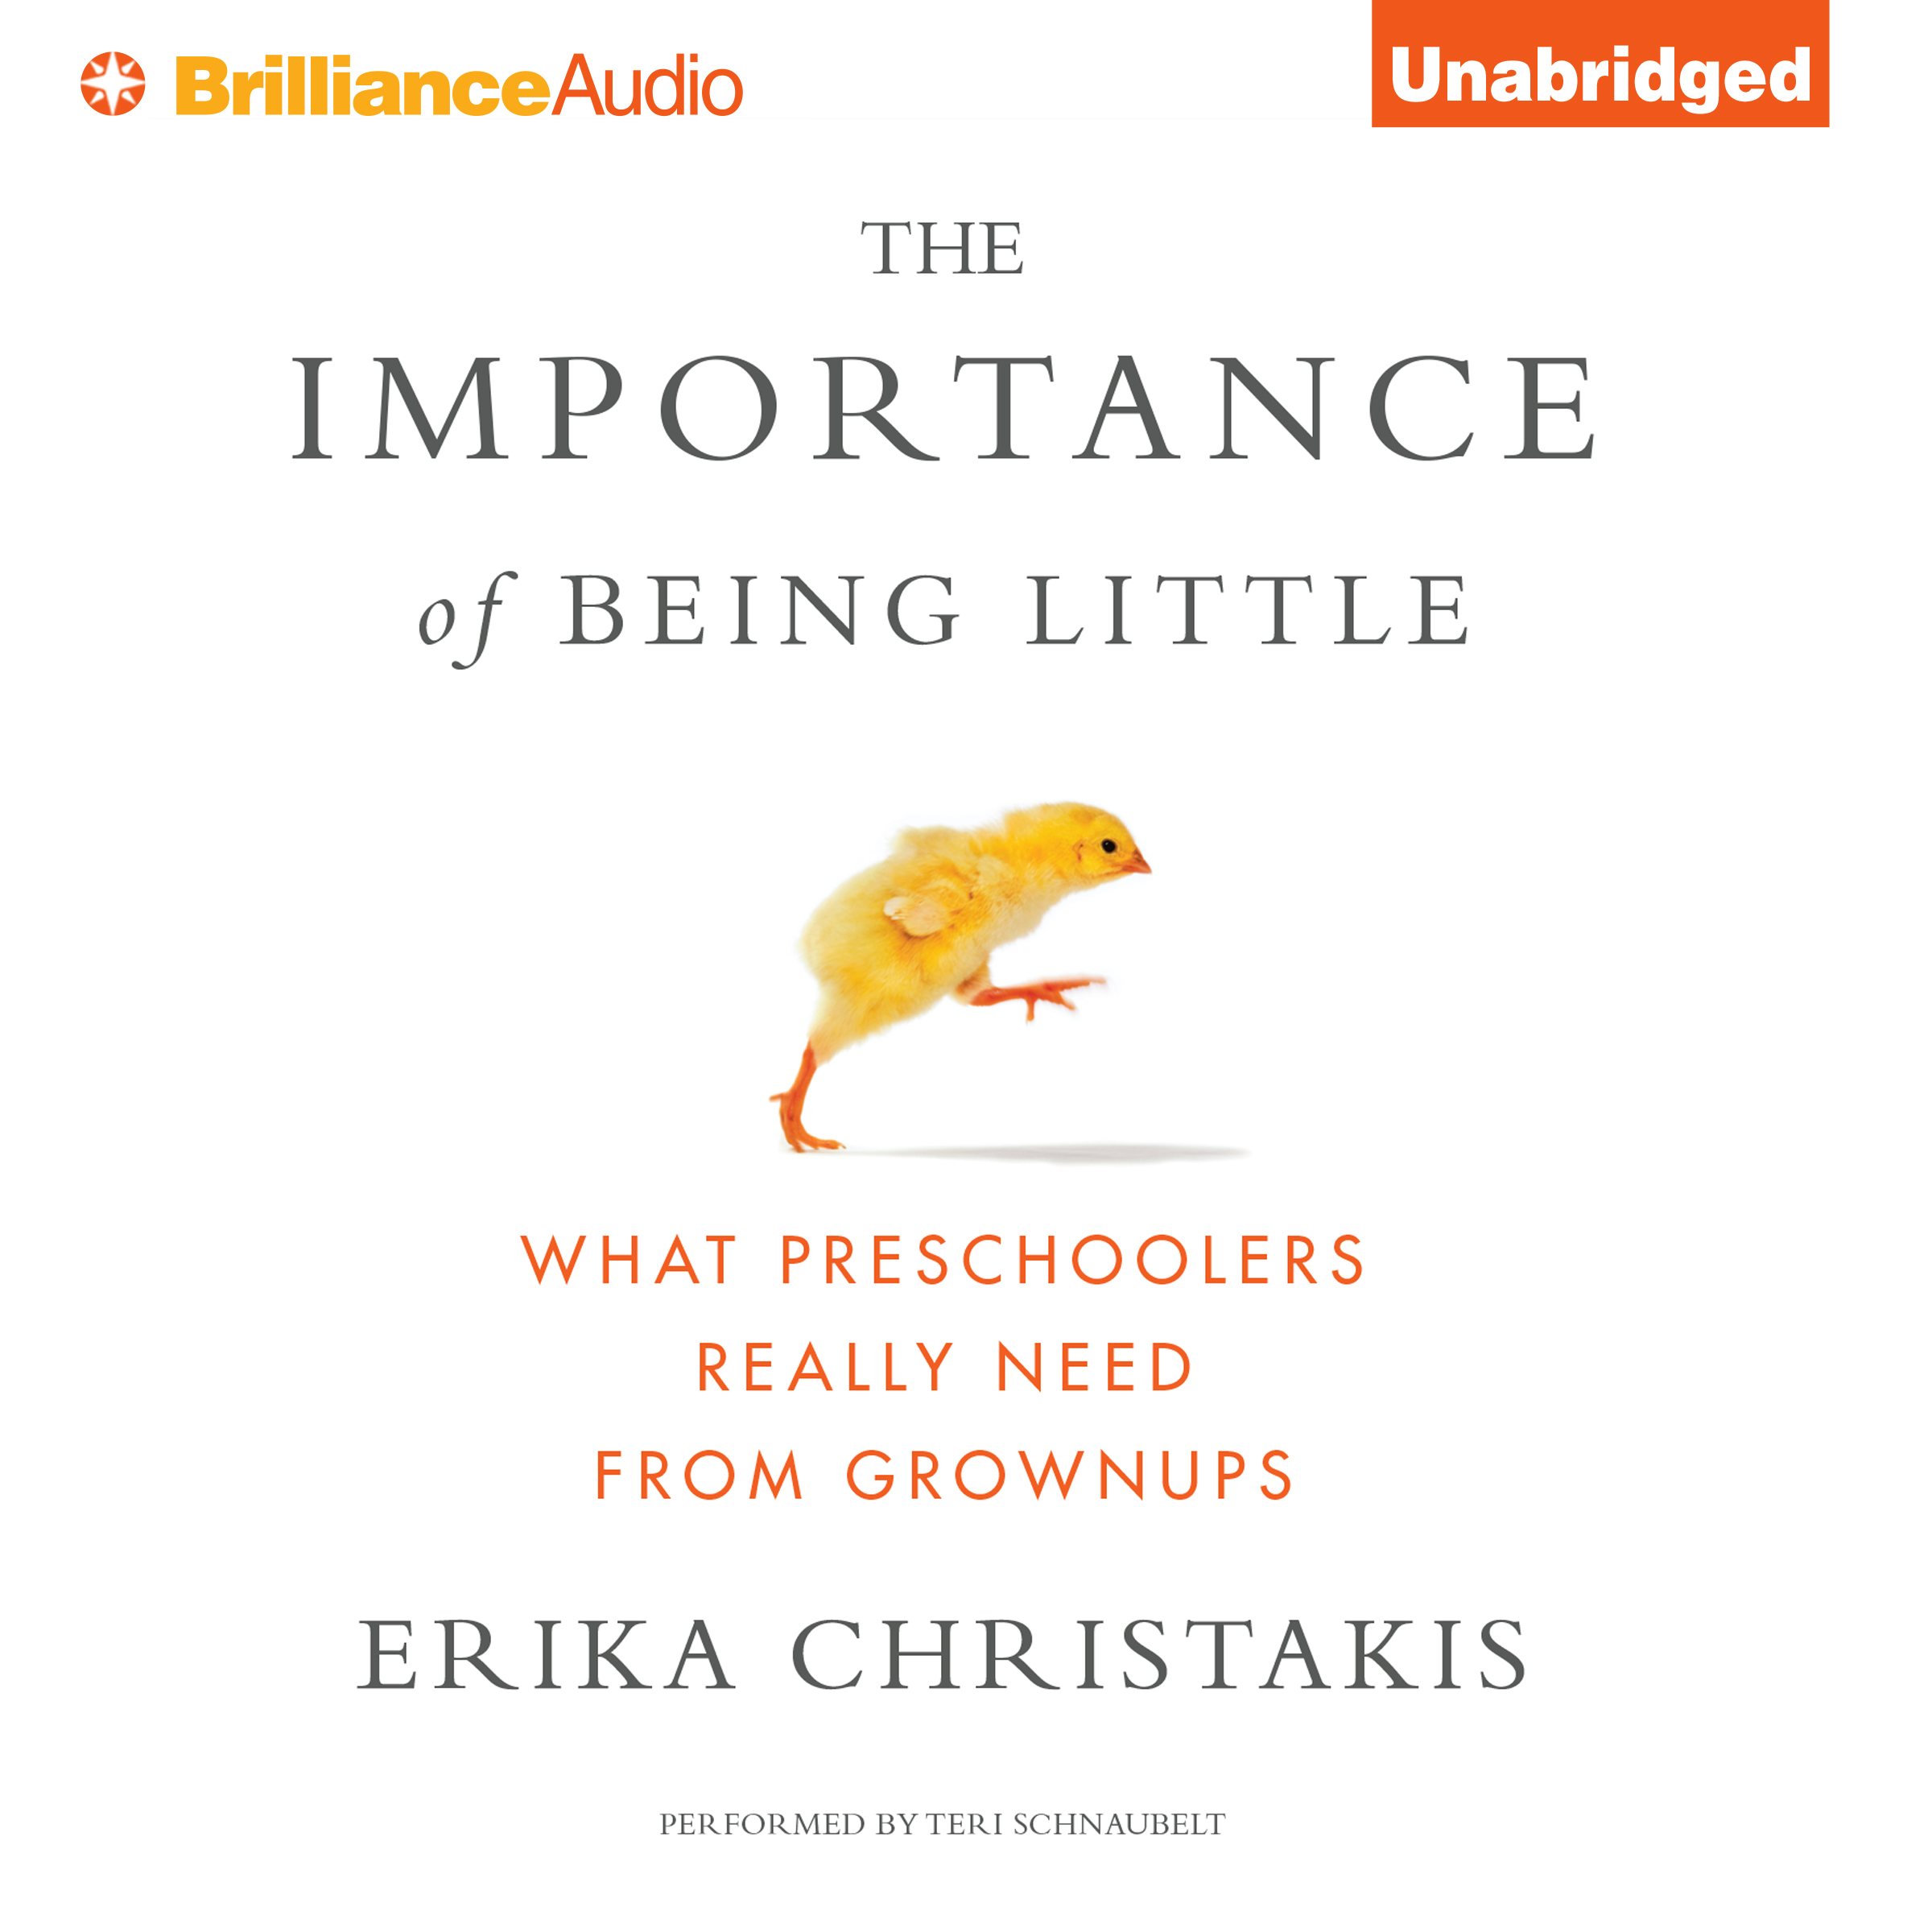 BrillianceAudio
Unabridged
THE
IMPORTANCE
of BEING LITTLE
WHAT PRESCHOOLERS
REALLY NEED
FROM GROWNUPS
ERIKA CHRISTAKIS
PERFORMED BY TERI SCHNAUBELT